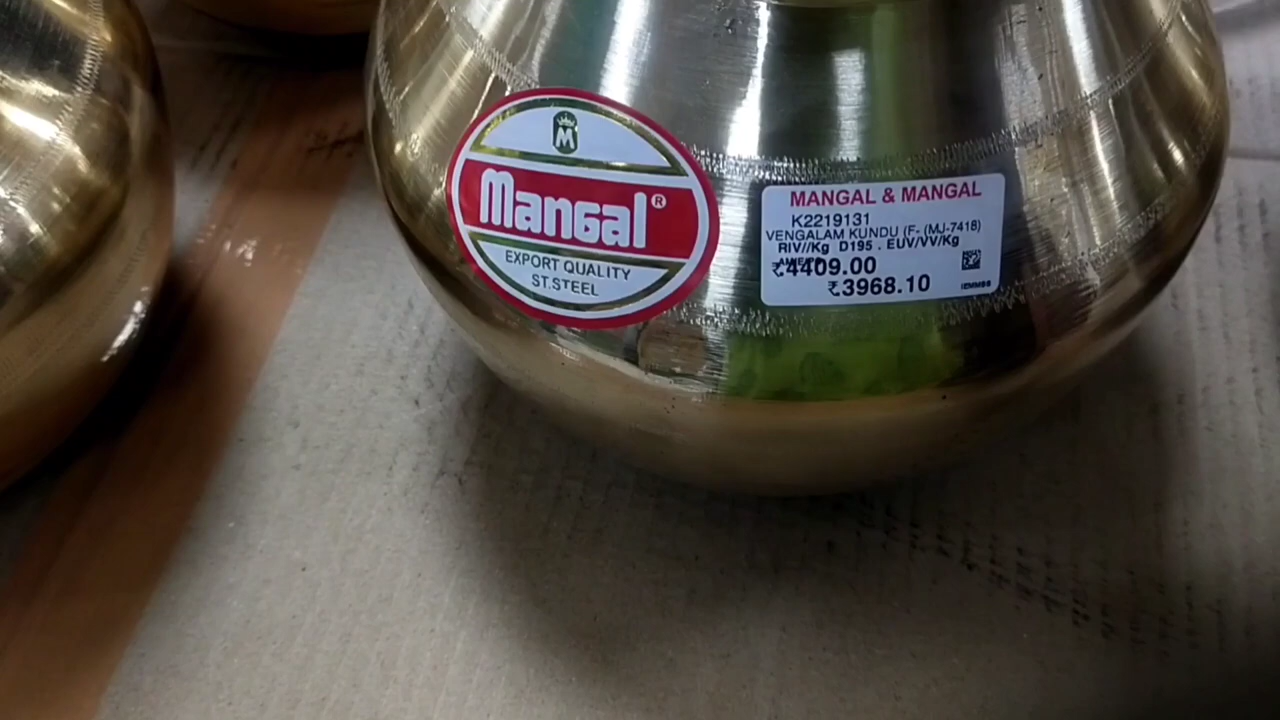 M
Mangal®
EXPORT QUALITY
ST.STEEL
MANGAL & MANGAL
K2219131
VENGALAM KUNDU (F- (MJ-7418)
RIV//Kg D195 . EUV/VV/Kg
₹4409.00
₹3968.10